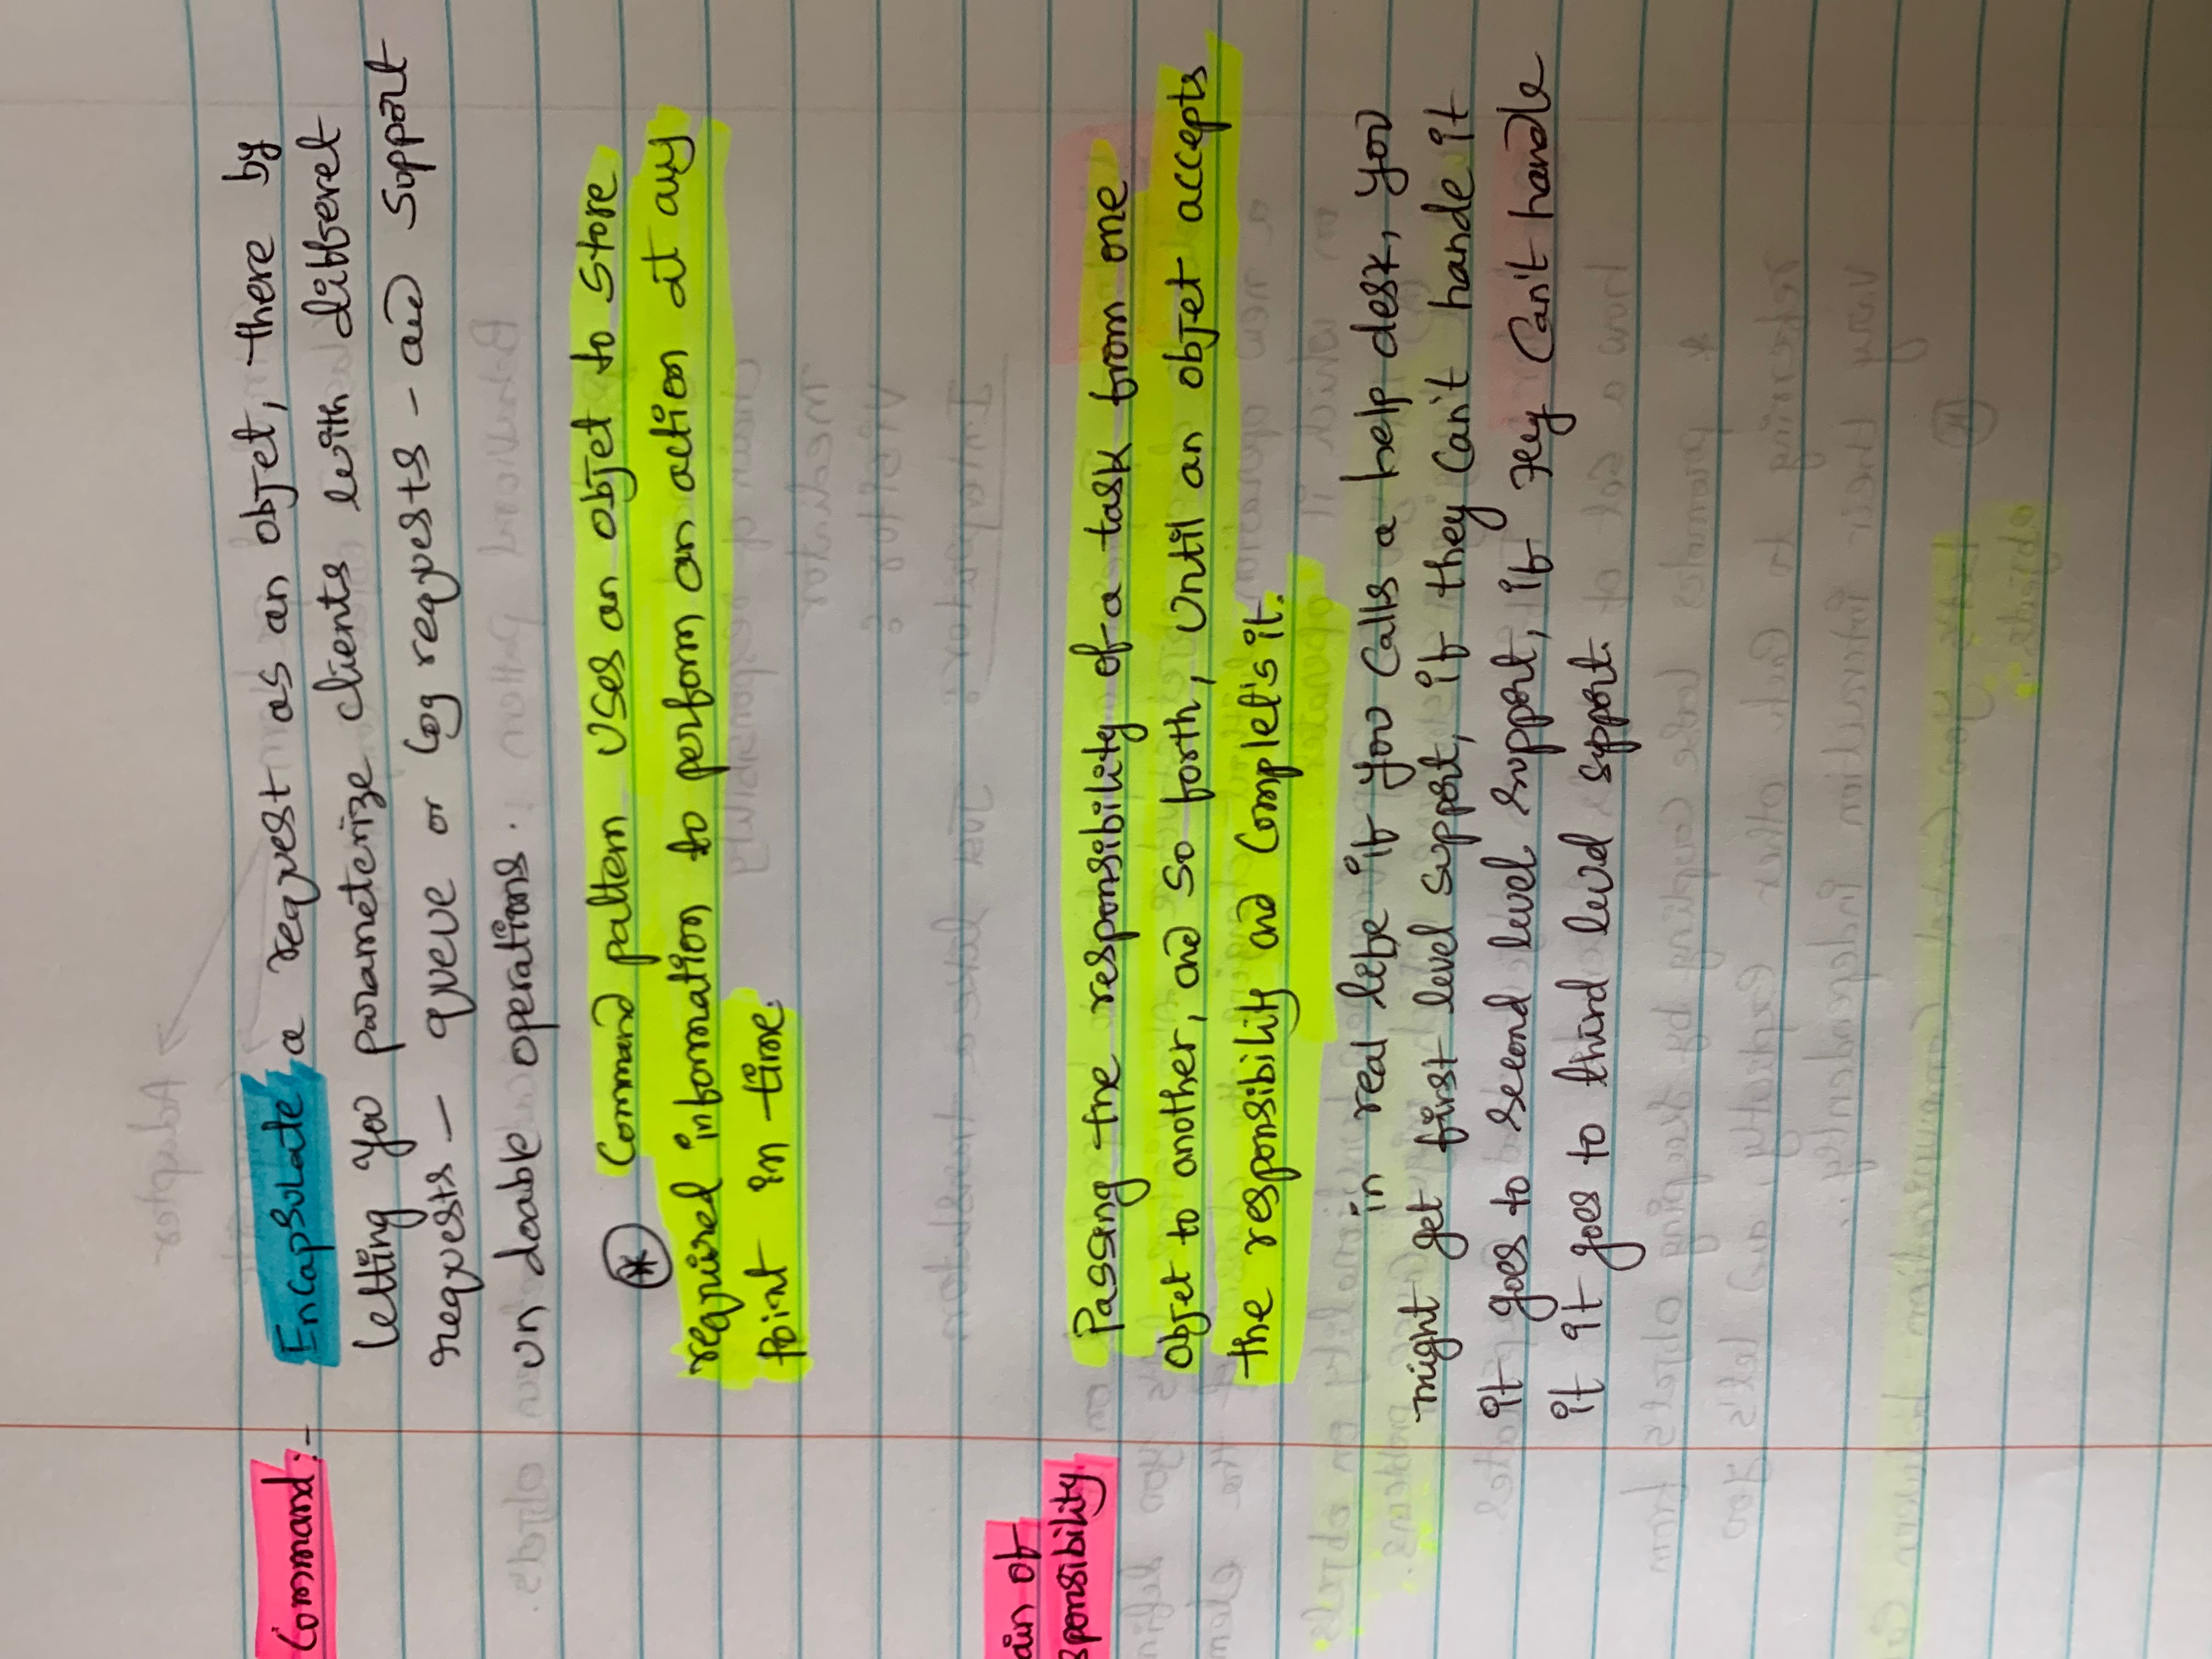 Command:- Encapsulate a request as an objet, there by
letting you parameterize clients with differet
requests - queue or log requests - and support
un doable operations.
* Command pattern uses an objet to store
required information to perform an action at any
point in time.
ain of
sponsibility
Passing the responsibility of a task from one
objet to another, and so forth, until an objet accepts
the responsibility and Complet's it.
in real life if you calls a help desk, you
might get first level support, if they can't hande it
it goes to second level support, if they can't handle
it it goes to third level support.